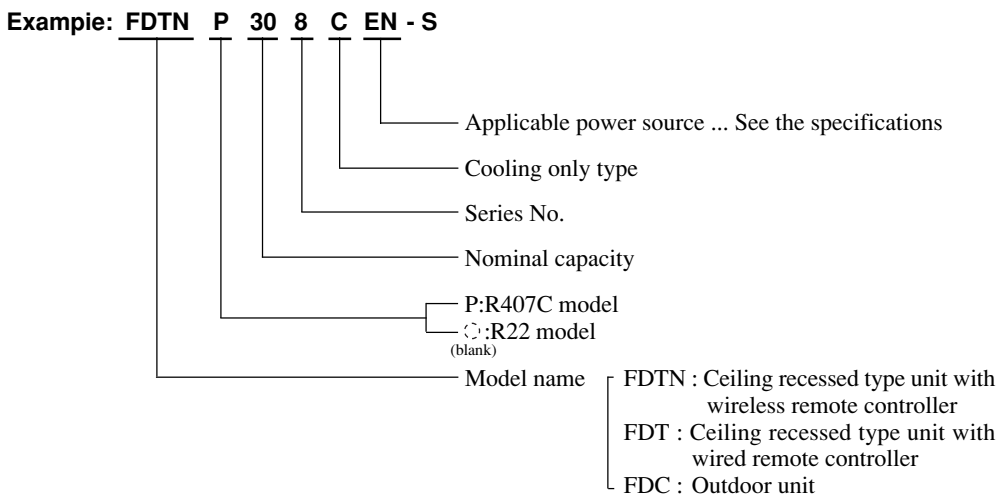 Exampie: FDTN P 30 8 C EN - S
Applicable power source ... See the specifications
Cooling only type
Series No.
Nominal capacity
P:R407C model
:R22 model
(blank)
Model name
FDTN : Ceiling recessed type unit with
wireless remote controller
FDT : Ceiling recessed type unit with
wired remote controller
FDC : Outdoor unit